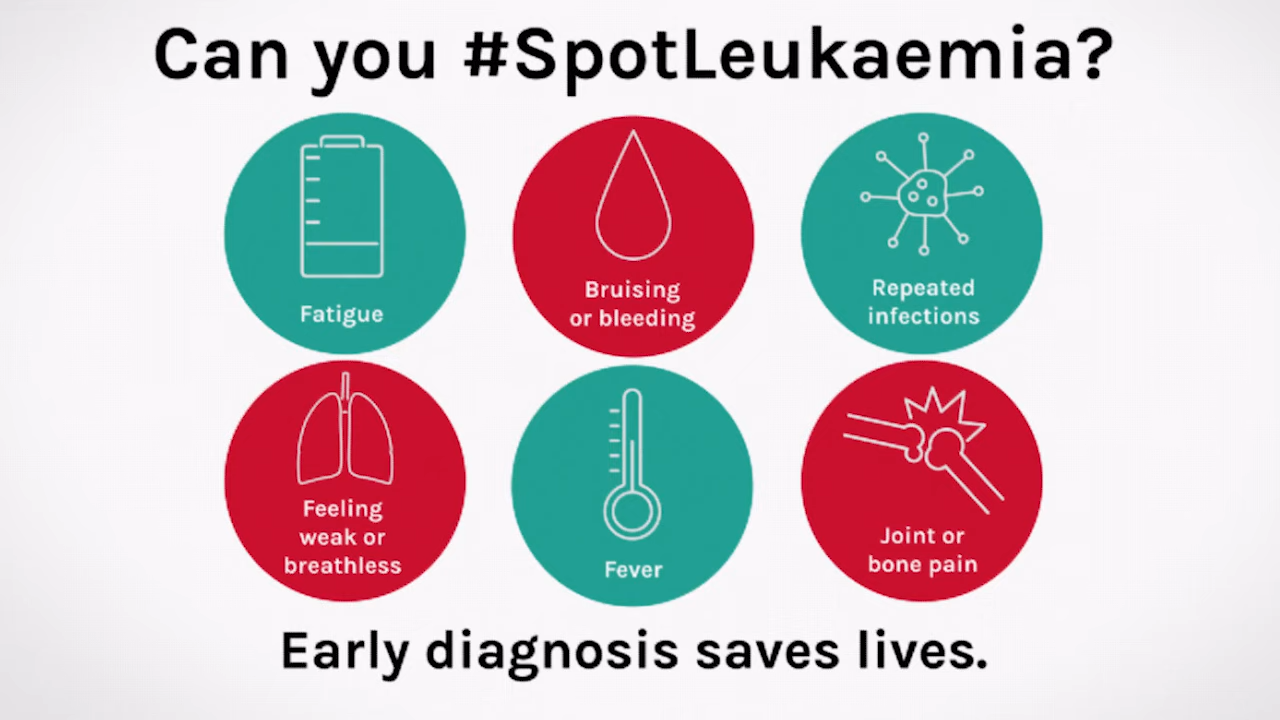 Can you #SpotLeukaemia?
Fatigue
Bruising
or bleeding
Repeated
infections
Feeling
weak or
breathless
Fever
Joint or
bone pain
Early diagnosis saves lives.